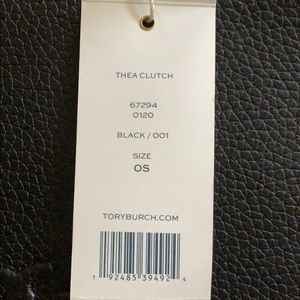 THEA CLUTCH
67294
0120
BLACK / 001
SIZE
OS
TORYBURCH.COM
1 92485 39492 4